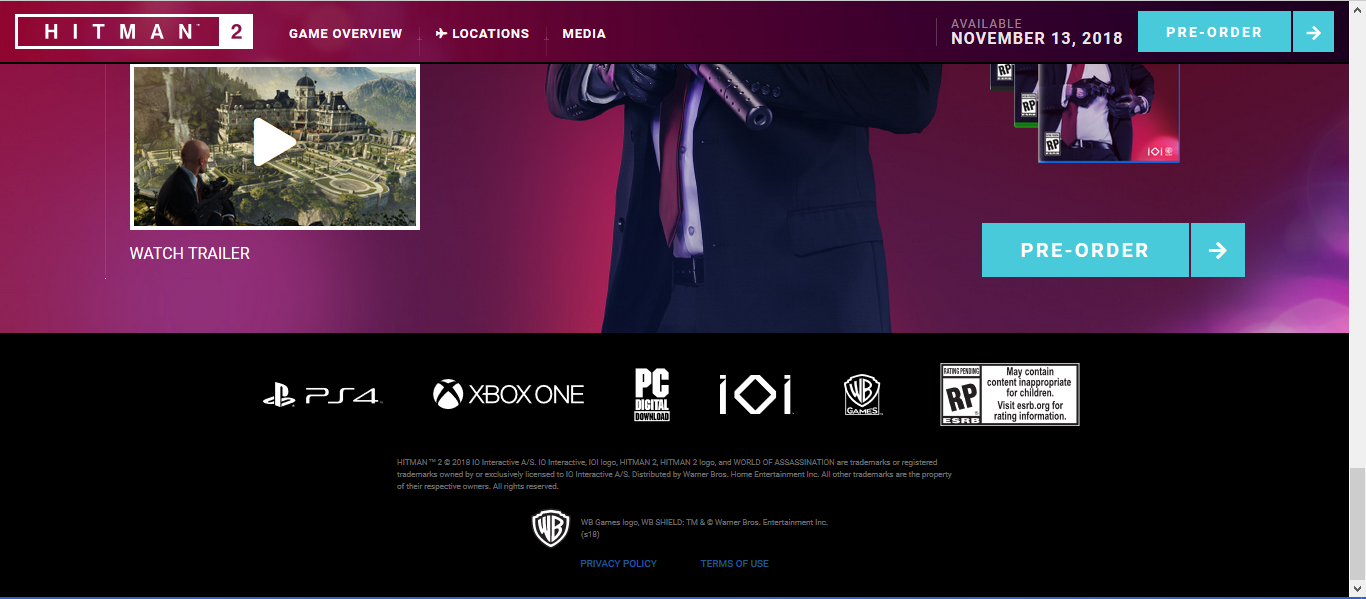 HITMAN™ 2
GAME OVERVIEW
LOCATIONS
MEDIA
AVAILABLE
NOVEMBER 13, 2018
PRE-ORDER
WATCH TRAILER
RP
RP
RP
IOI
PRE-ORDER
PS4
XBOX ONE
PC
DIGITAL
DOWNLOAD
IOI
WB
GAMES
RATING PENDING
RP
ESRB
May contain
content inappropriate
for children.
Visit esrb.org for
rating information.
HITMAN™ 2 © 2018 IO Interactive A/S. IO Interactive, IOI logo, HITMAN 2, HITMAN 2 logo, and WORLD OF ASSASSINATION are trademarks or registered
trademarks owned by or exclusively licensed to IO Interactive A/S. Distributed by Warner Bros. Home Entertainment Inc. All other trademarks are the property
of their respective owners. All rights reserved.
WB
WB Games logo, WB SHIELD: TM & © Warner Bros. Entertainment Inc.
(s18)
PRIVACY POLICY
TERMS OF USE